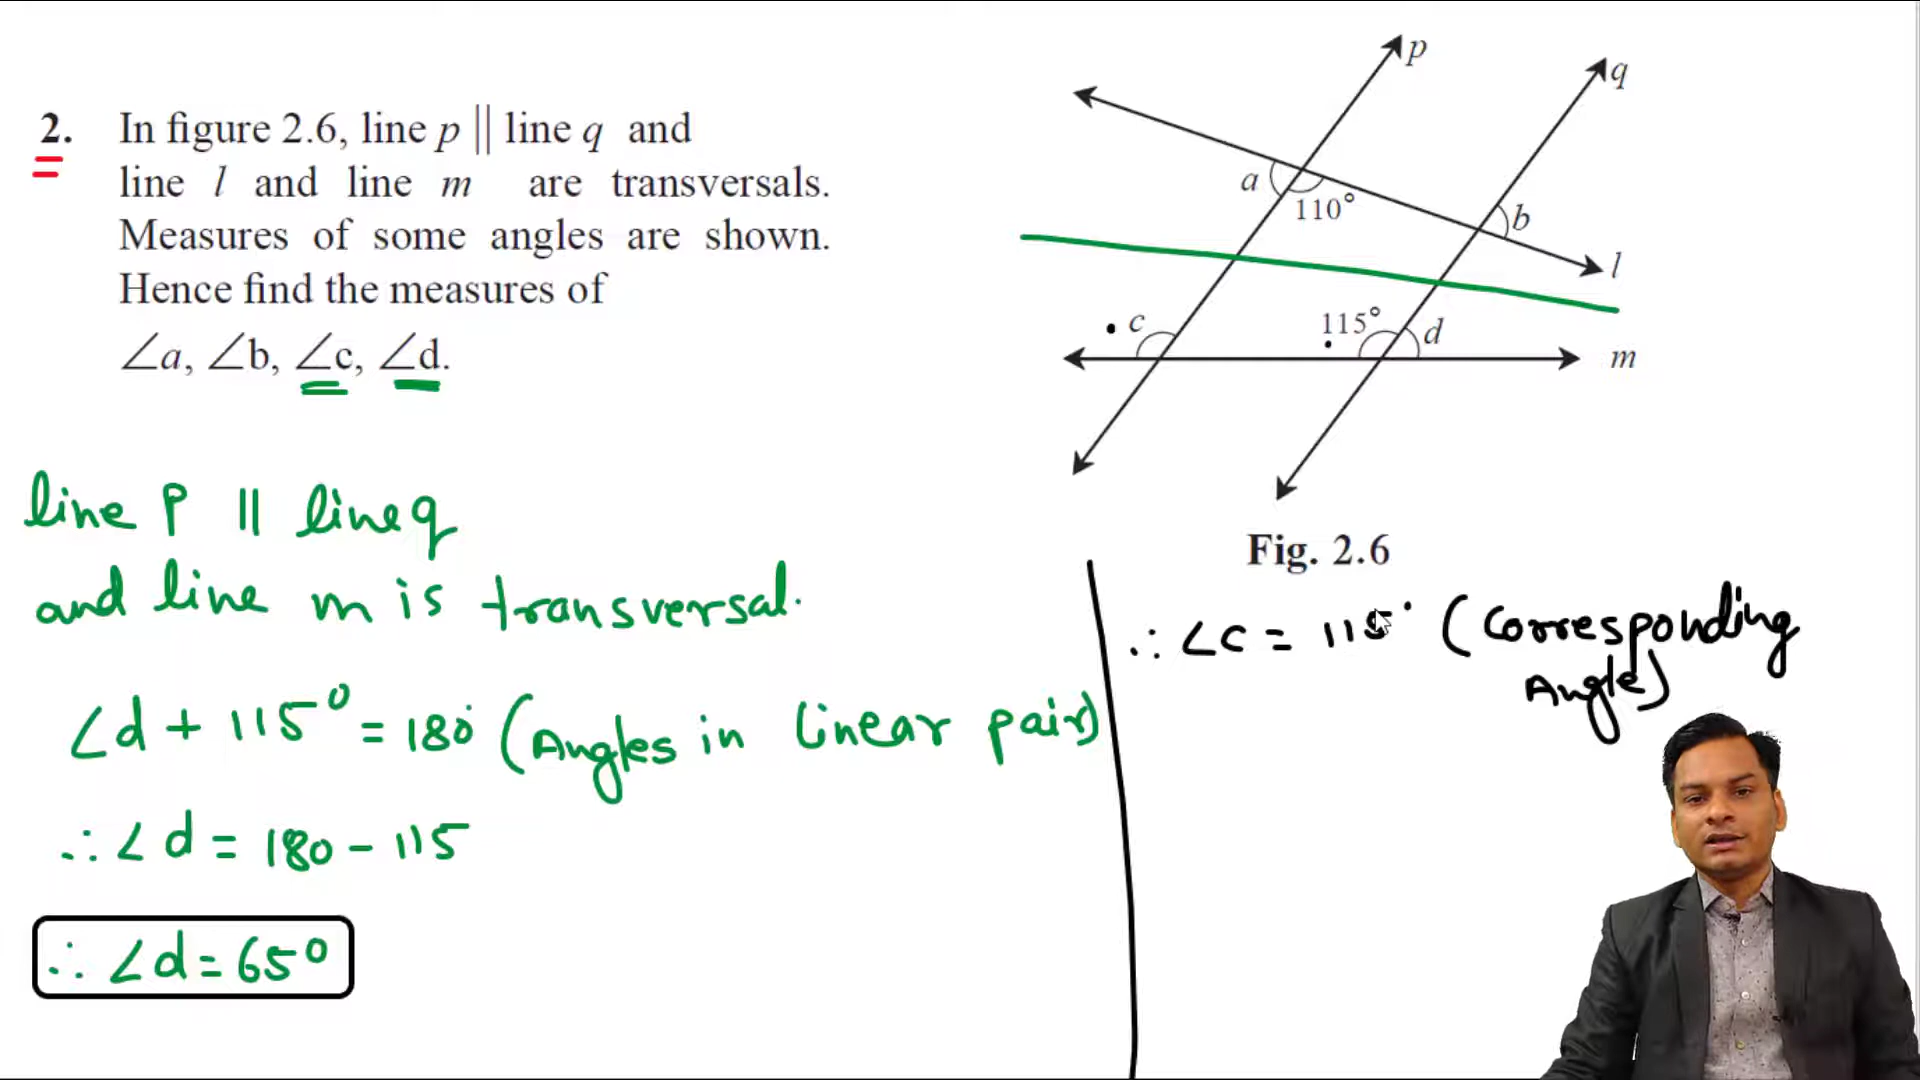 2. In figure 2.6, line p || line q and
line l and line m are transversals.
Measures of some angles are shown.
Hence find the measures of
∠a, ∠b, ∠c, ∠d.
p
q
a
110°
b
l
c
115°
d
m
Fig. 2.6
line P || line q
and line m is transversal.
∠d + 115° = 180° (Angles in linear pair)
∴ ∠d = 180 - 115
∴ ∠d = 65°
∴ ∠c = 115° (Corresponding
Angle)